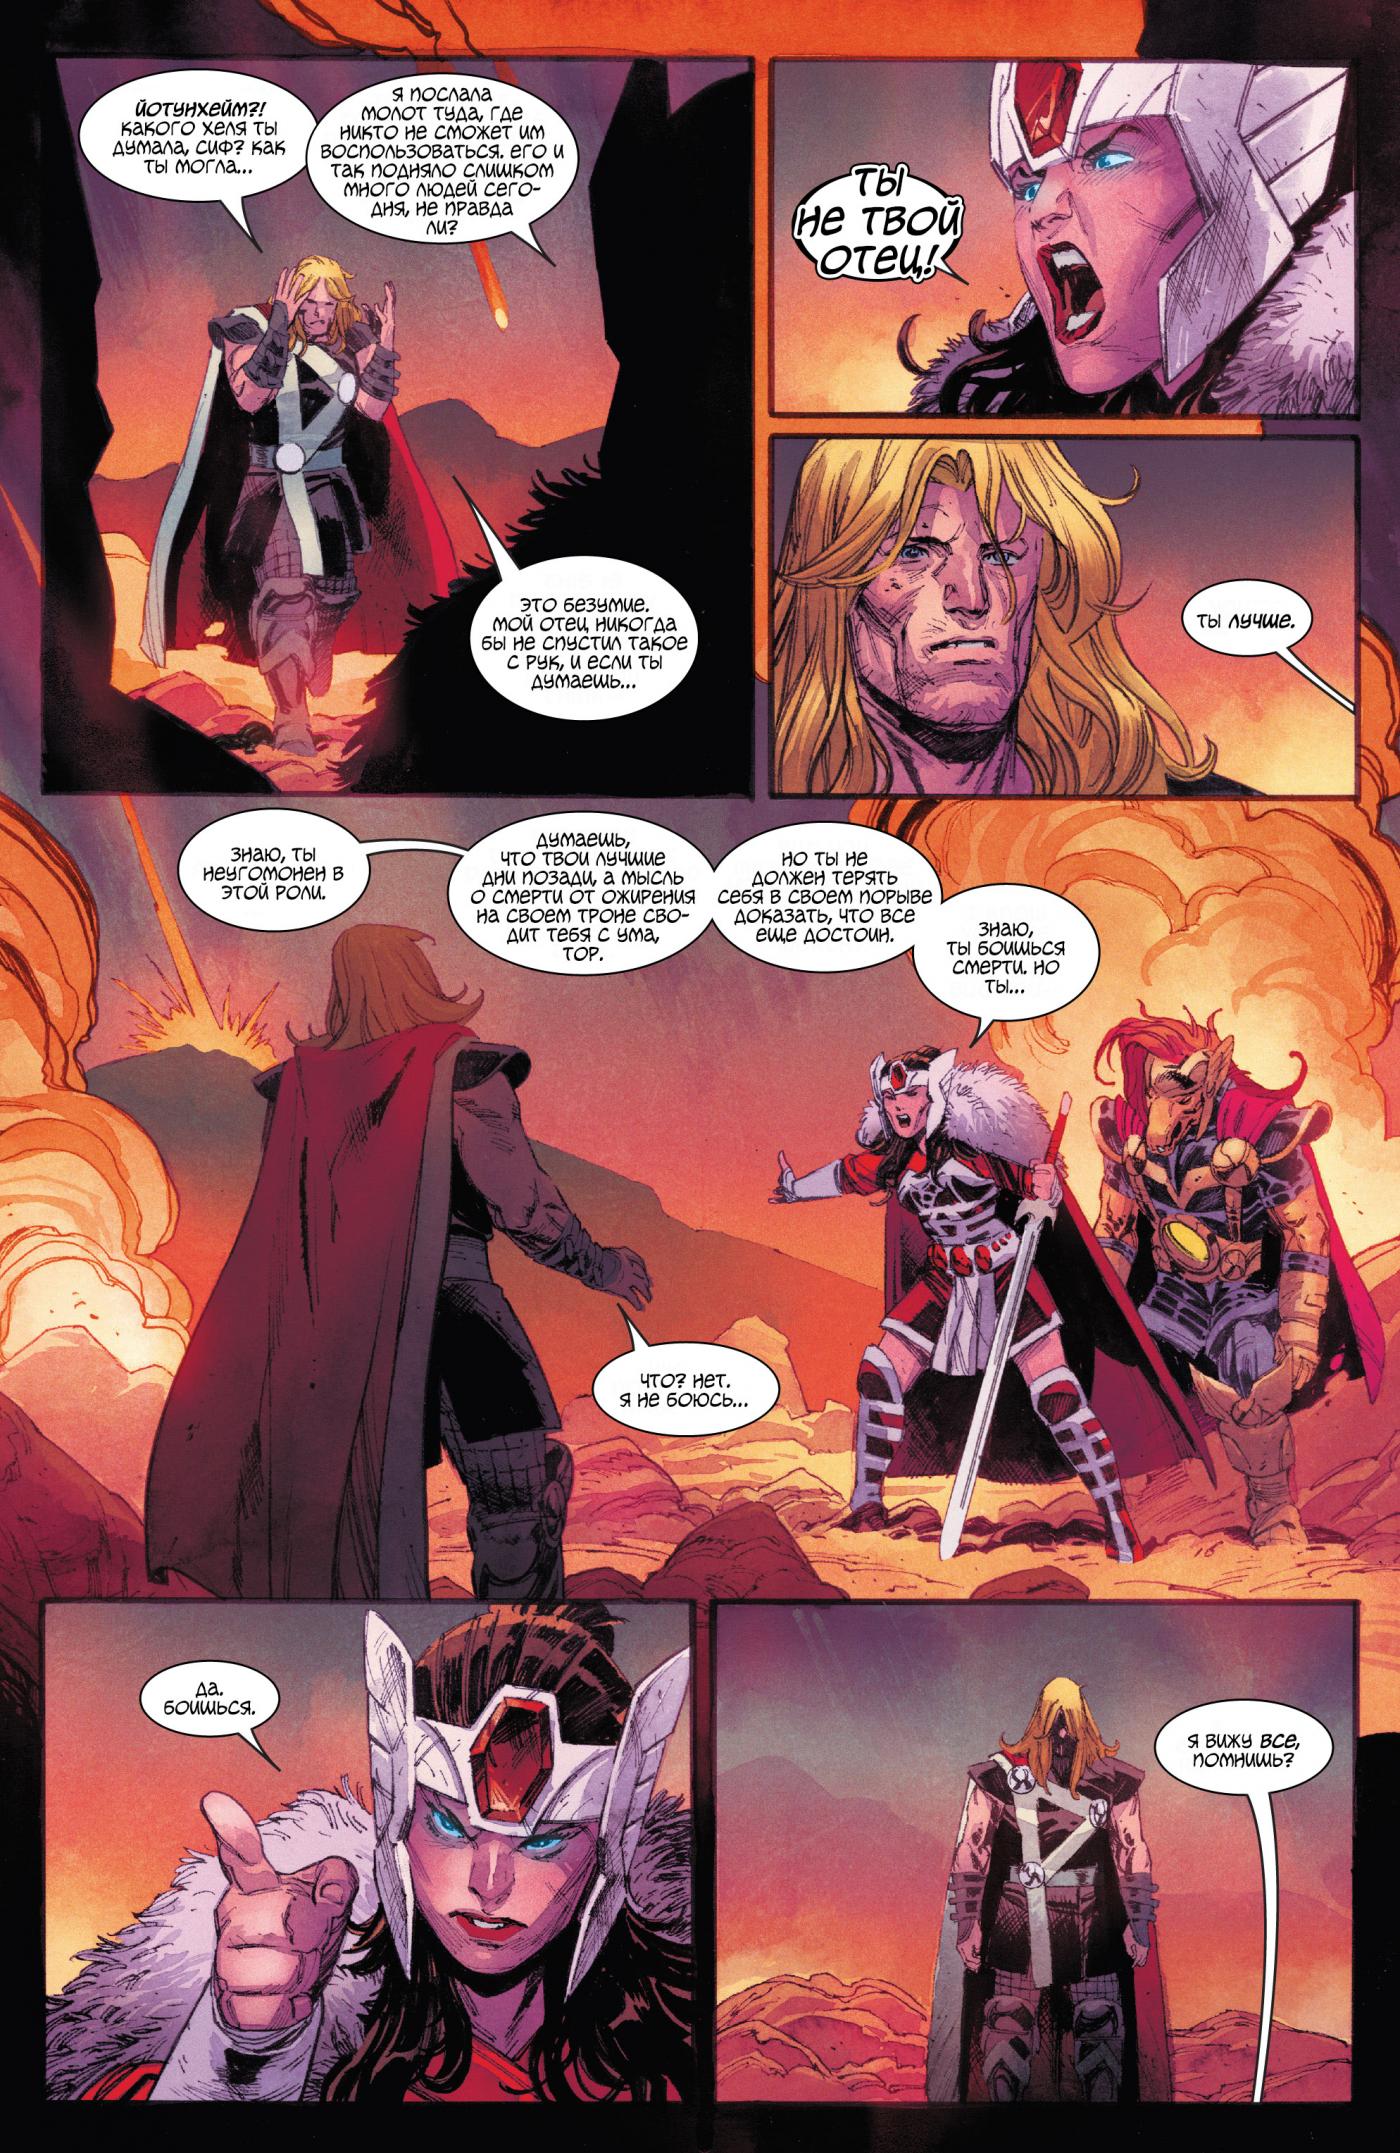 ЙОТУНХЕЙМ?!
КАКОГО ХЕЛЯ ТЫ
ДУМАЛА, СИФ? КАК
ТЫ МОГЛА...
Я ПОСЛАЛА
МОЛОТ ТУДА, ГДЕ
НИКТО НЕ СМОЖЕТ ИМ
ВОСПОЛЬЗОВАТЬСЯ. ЕГО И
ТАК ПОДНЯЛО СЛИШКОМ
МНОГО ЛЮДЕЙ СЕГО-
ДНЯ, НЕ ПРАВДА
ЛИ?
ЭТО БЕЗУМИЕ.
МОЙ ОТЕЦ НИКОГДА
БЫ НЕ СПУСТИЛ ТАКОЕ
С РУК, И ЕСЛИ ТЫ
ДУМАЕШЬ...
ТЫ
НЕ ТВОЙ
ОТЕЦ!
ТЫ ЛУЧШЕ.
ЗНАЮ, ТЫ
НЕУГОМОНЕН В
ЭТОЙ РОЛИ.
ДУМАЕШЬ,
ЧТО ТВОИ ЛУЧШИЕ
ДНИ ПОЗАДИ, А МЫСЛЬ
О СМЕРТИ ОТ ОЖИРЕНИЯ
НА СВОЕМ ТРОНЕ СВО-
ДИТ ТЕБЯ С УМА,
ТОР.
НО ТЫ НЕ
ДОЛЖЕН ТЕРЯТЬ
СЕБЯ В СВОЕМ ПОРЫВЕ
ДОКАЗАТЬ, ЧТО ВСЕ
ЕЩЕ ДОСТОИН.
ЗНАЮ,
ТЫ БОИШЬСЯ
СМЕРТИ. НО
ТЫ...
ЧТО? НЕТ.
Я НЕ БОЮСЬ...
ДА.
БОИШЬСЯ.
Я ВИЖУ ВСЕ,
ПОМНИШЬ?